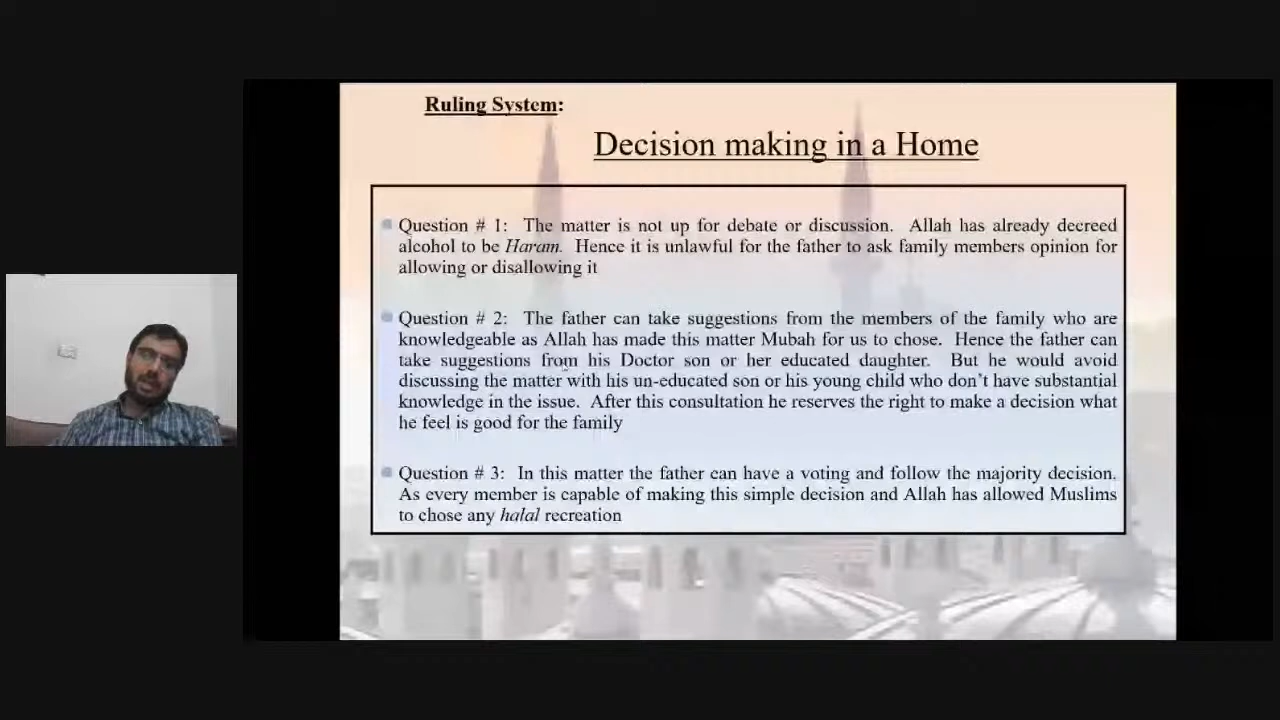 Ruling System:
Decision making in a Home
Question # 1: The matter is not up for debate or discussion. Allah has already decreed
alcohol to be Haram. Hence it is unlawful for the father to ask family members opinion for
allowing or disallowing it
Question # 2: The father can take suggestions from the members of the family who are
knowledgeable as Allah has made this matter Mubah for us to chose. Hence the father can
take suggestions from his Doctor son or her educated daughter. But he would avoid
discussing the matter with his un-educated son or his young child who don't have substantial
knowledge in the issue. After this consultation he reserves the right to make a decision what
he feel is good for the family
Question # 3: In this matter the father can have a voting and follow the majority decision.
As every member is capable of making this simple decision and Allah has allowed Muslims
to chose any halal recreation